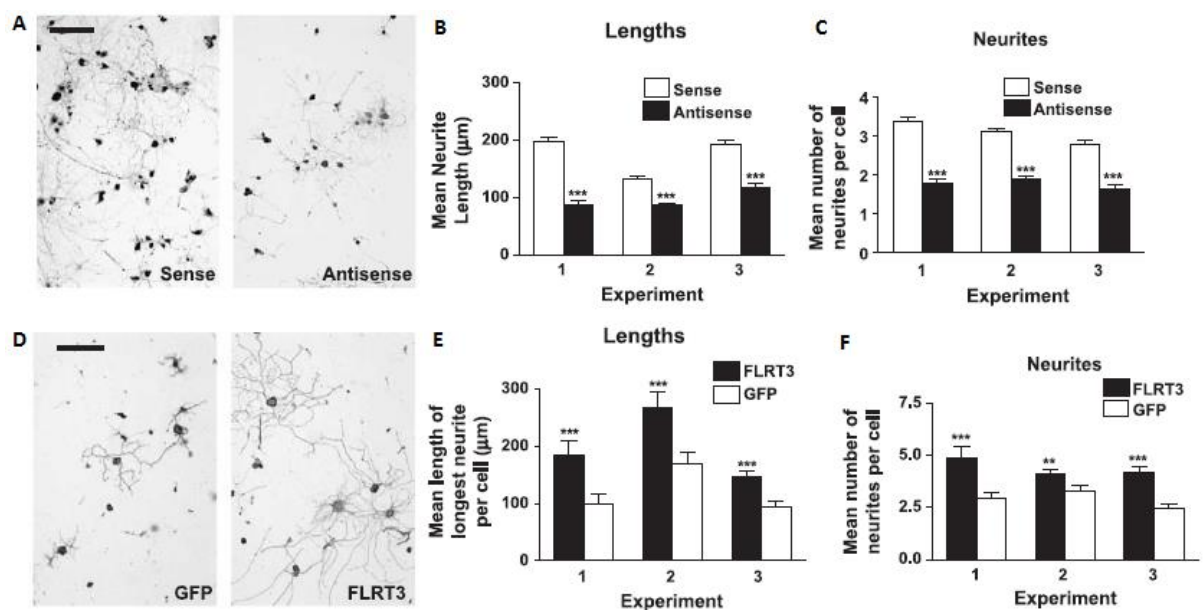 A
Sense
Antisense
B
Lengths
Sense
Antisense
Mean Neurite
Length (µm)
300
200
100
0
***
***
***
1
2
3
Experiment
C
Neurites
Sense
Antisense
Mean number of
neurites per cell
4
3
2
1
0
***
***
***
1
2
3
Experiment
D
GFP
FLRT3
E
Lengths
FLRT3
GFP
Mean length of
longest neurite
per cell (µm)
300
200
100
0
***
***
***
1
2
3
Experiment
F
Neurites
FLRT3
GFP
Mean number of
neurites per cell
7.5
5.0
2.5
0.0
***
**
***
1
2
3
Experiment